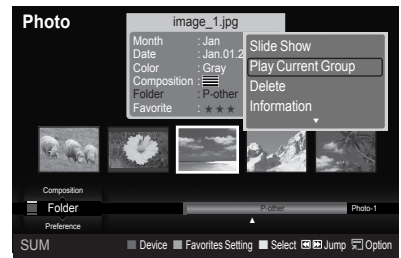 Photo
image_1.jpg
Month : Jan
Date : Jan.01.2
Color : Gray
Composition :
Folder : P-other
Favorite : ★ ★ ★
Slide Show
Play Current Group
Delete
Information
Composition
Folder
Preference
P-other
Photo-1
SUM
Device
Favorites Setting
Select
Jump
Option